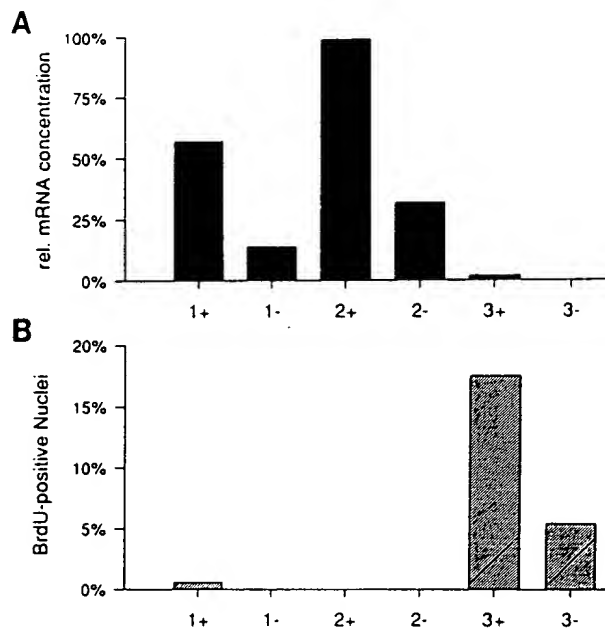 A
rel. mRNA concentration
100%
75%
50%
25%
0%
1+ 1- 2+ 2- 3+ 3-
B
BrdU-positive Nuclei
20%
15%
10%
5%
0%
1+ 1- 2+ 2- 3+ 3-